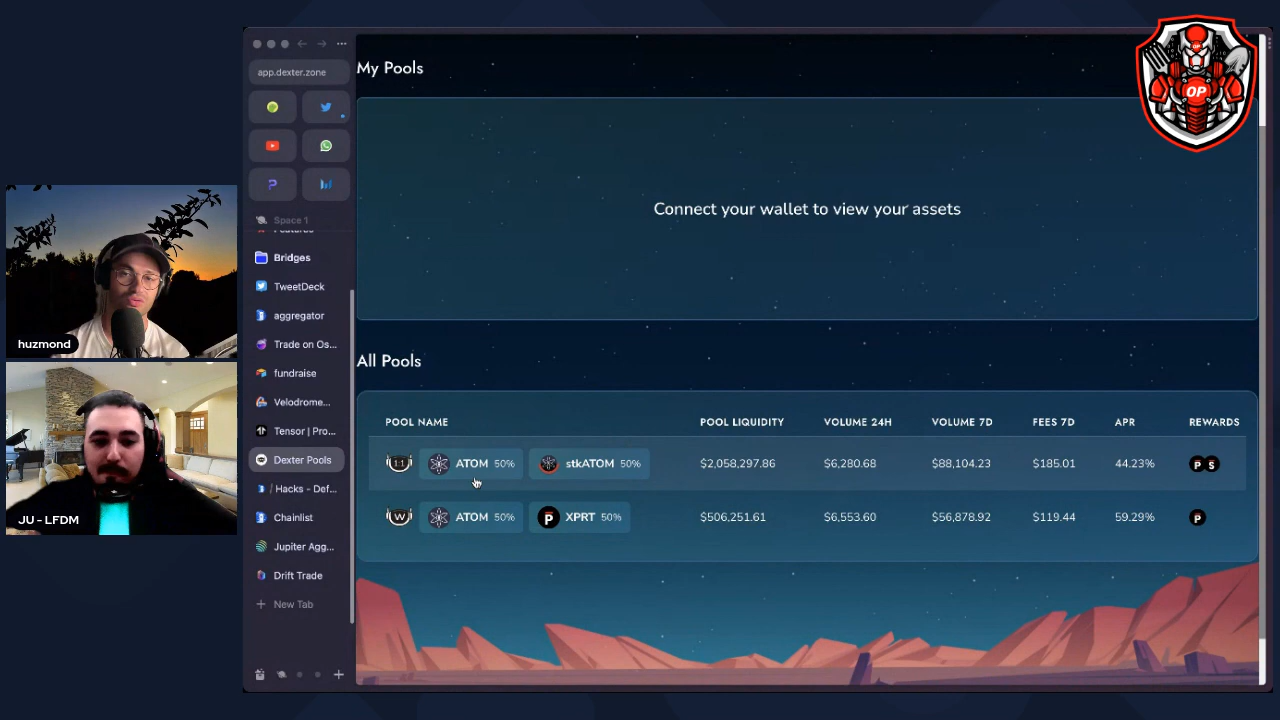 OP
OP
app.dexter.zone
Space 1
Features
Bridges
TweetDeck
aggregator
Trade on Os...
fundraise
Velodrome...
Tensor | Pro...
Dexter Pools
/ Hacks - Def...
Chainlist
Jupiter Agg...
Drift Trade
New Tab
My Pools
Connect your wallet to view your assets
All Pools
POOL NAME POOL LIQUIDITY VOLUME 24H VOLUME 7D FEES 7D APR REWARDS
1:1 ATOM 50% stkATOM 50% $2,058,297.86 $6,280.68 $88,104.23 $185.01 44.23% P S
W ATOM 50% P XPRT 50% $506,251.61 $6,553.60 $56,878.92 $119.44 59.29% P
huzmond
JU - LFDM